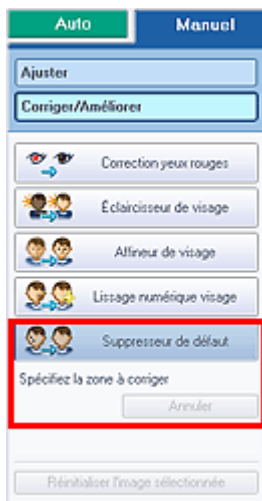 Auto
Manuel
Ajuster
Corriger/Améliorer
Correction yeux rouges
Éclaircisseur de visage
Affineur de visage
Lissage numérique visage
Suppresseur de défaut
Spécifiez la zone à corriger
Annuler
Réinitialiser l'image sélectionnée